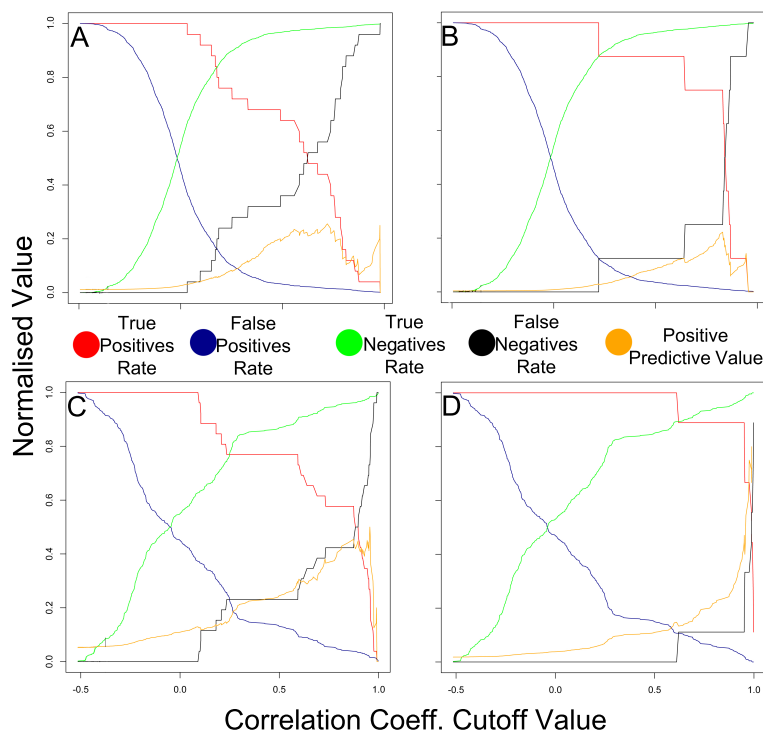 A
B
1.0
0.8
0.6
0.4
0.2
0.0
True Positives Rate
False Positives Rate
True Negatives Rate
False Negatives Rate
Positive Predictive Value
Normalised Value
C
D
1.0
0.8
0.6
0.4
0.2
0.0
-0.5
0.0
0.5
1.0
-0.5
0.0
0.5
1.0
Correlation Coeff. Cutoff Value